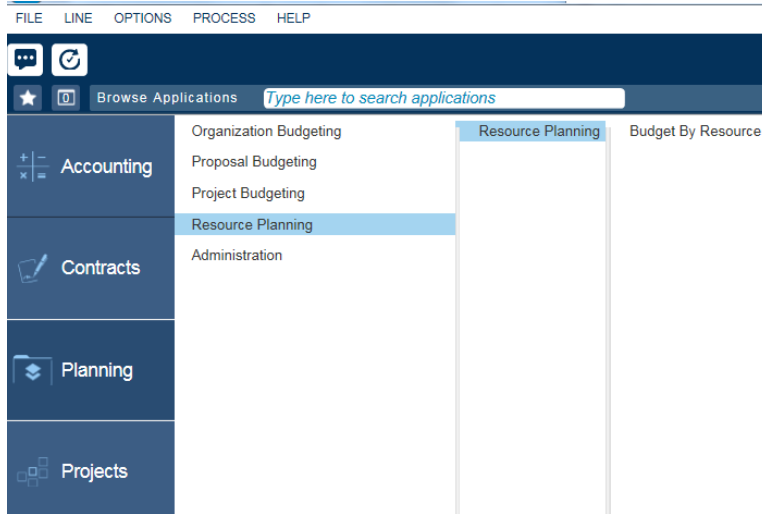 FILE LINE OPTIONS PROCESS HELP
0 Browse Applications Type here to search applications
Accounting
Contracts
Planning
Projects
Organization Budgeting
Proposal Budgeting
Project Budgeting
Resource Planning
Administration
Resource Planning
Budget By Resource